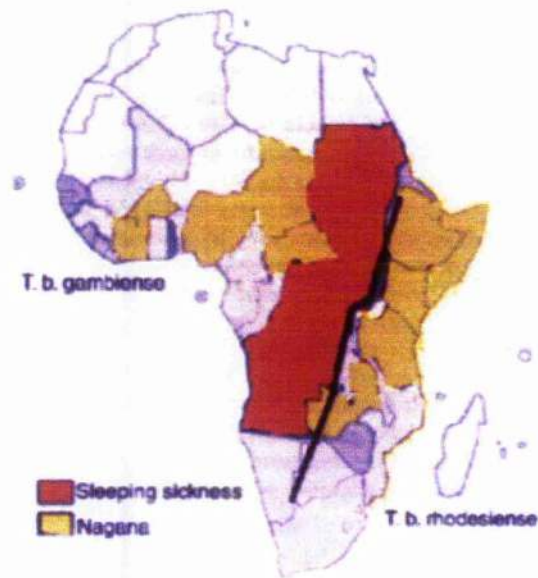 T. b. gambiense
Sleeping sickness
Nagana
T. b. rhodesiense